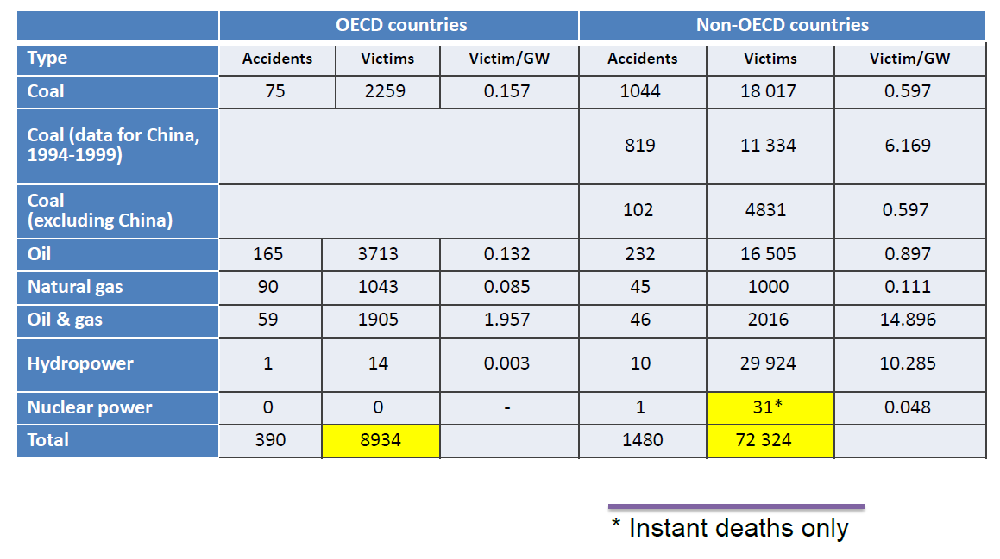 OECD countries Non-OECD countries
Type Accidents Victims Victim/GW Accidents Victims Victim/GW
Coal 75 2259 0.157 1044 18 017 0.597
Coal (data for China,
1994-1999) 819 11 334 6.169
Coal
(excluding China) 102 4831 0.597
Oil 165 3713 0.132 232 16 505 0.897
Natural gas 90 1043 0.085 45 1000 0.111
Oil & gas 59 1905 1.957 46 2016 14.896
Hydropower 1 14 0.003 10 29 924 10.285
Nuclear power 0 0 - 1 31* 0.048
Total 390 8934 1480 72 324
* Instant deaths only